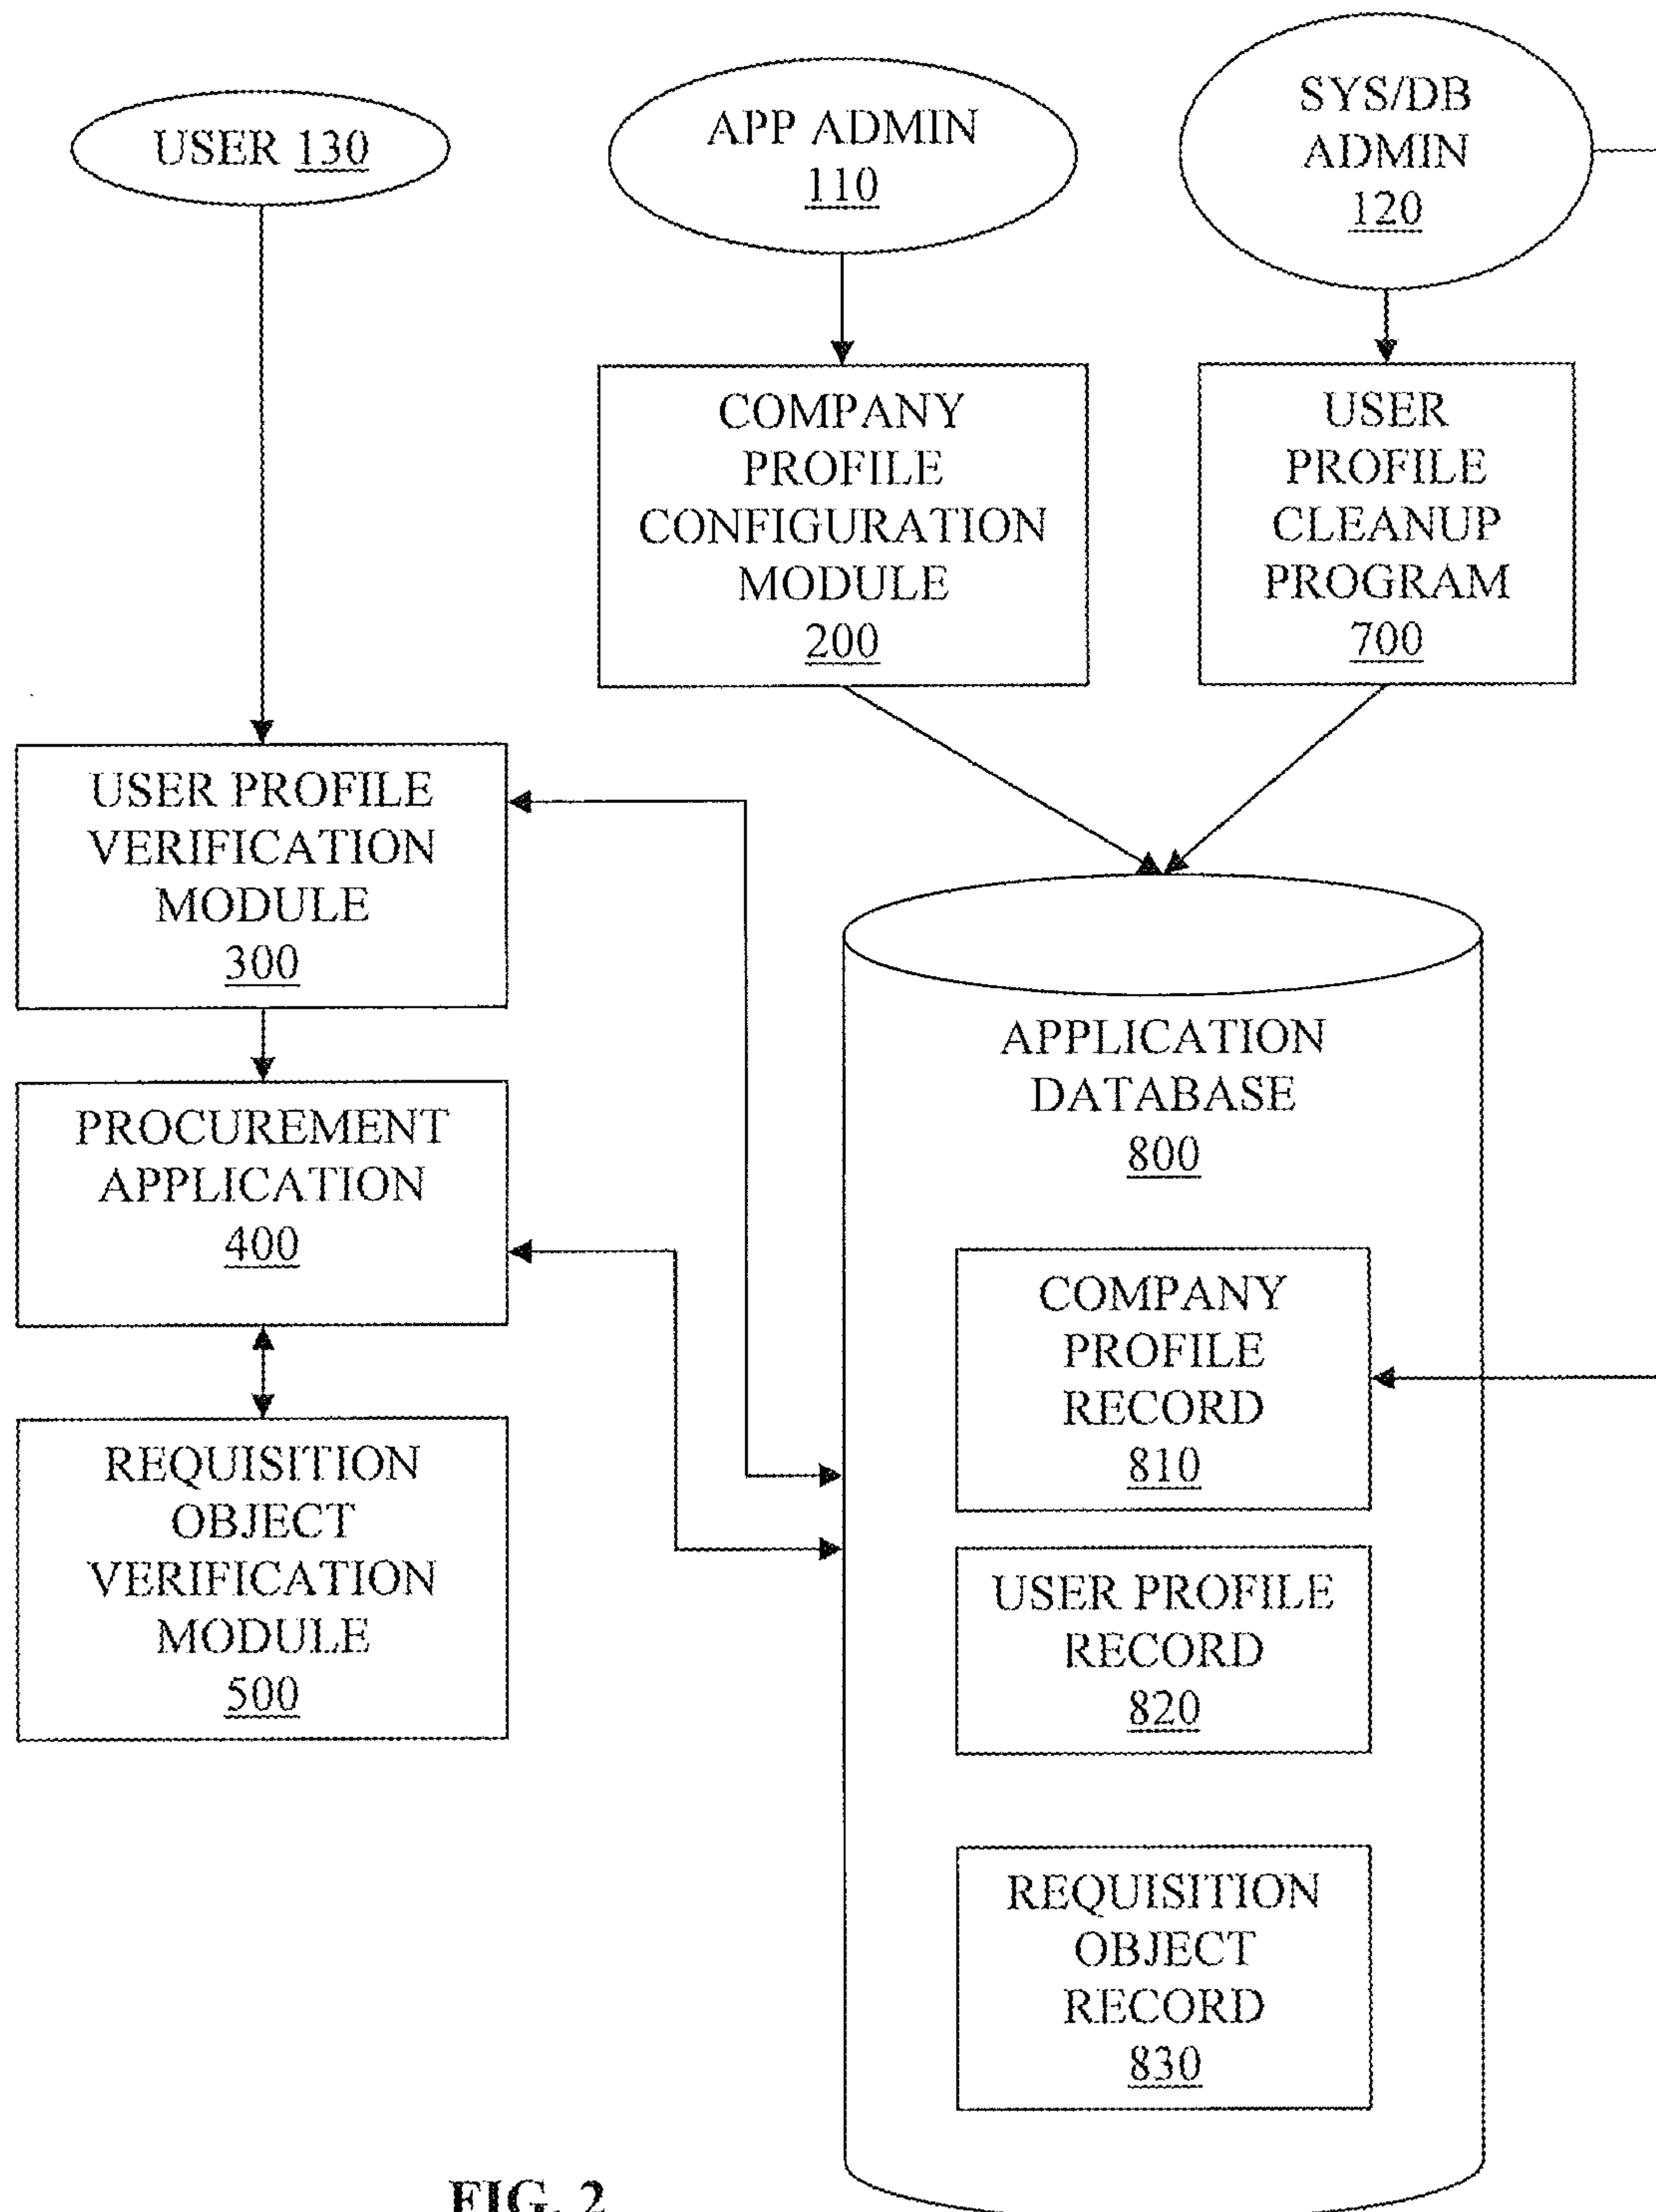 USER 130
APP ADMIN
110
SYS/DB
ADMIN
120
COMPANY
PROFILE
CONFIGURATION
MODULE
200
USER
PROFILE
CLEANUP
PROGRAM
700
USER PROFILE
VERIFICATION
MODULE
300
PROCUREMENT
APPLICATION
400
REQUISITION
OBJECT
VERIFICATION
MODULE
500
APPLICATION
DATABASE
800
COMPANY
PROFILE
RECORD
810
USER PROFILE
RECORD
820
REQUISITION
OBJECT
RECORD
830
FIG. 2